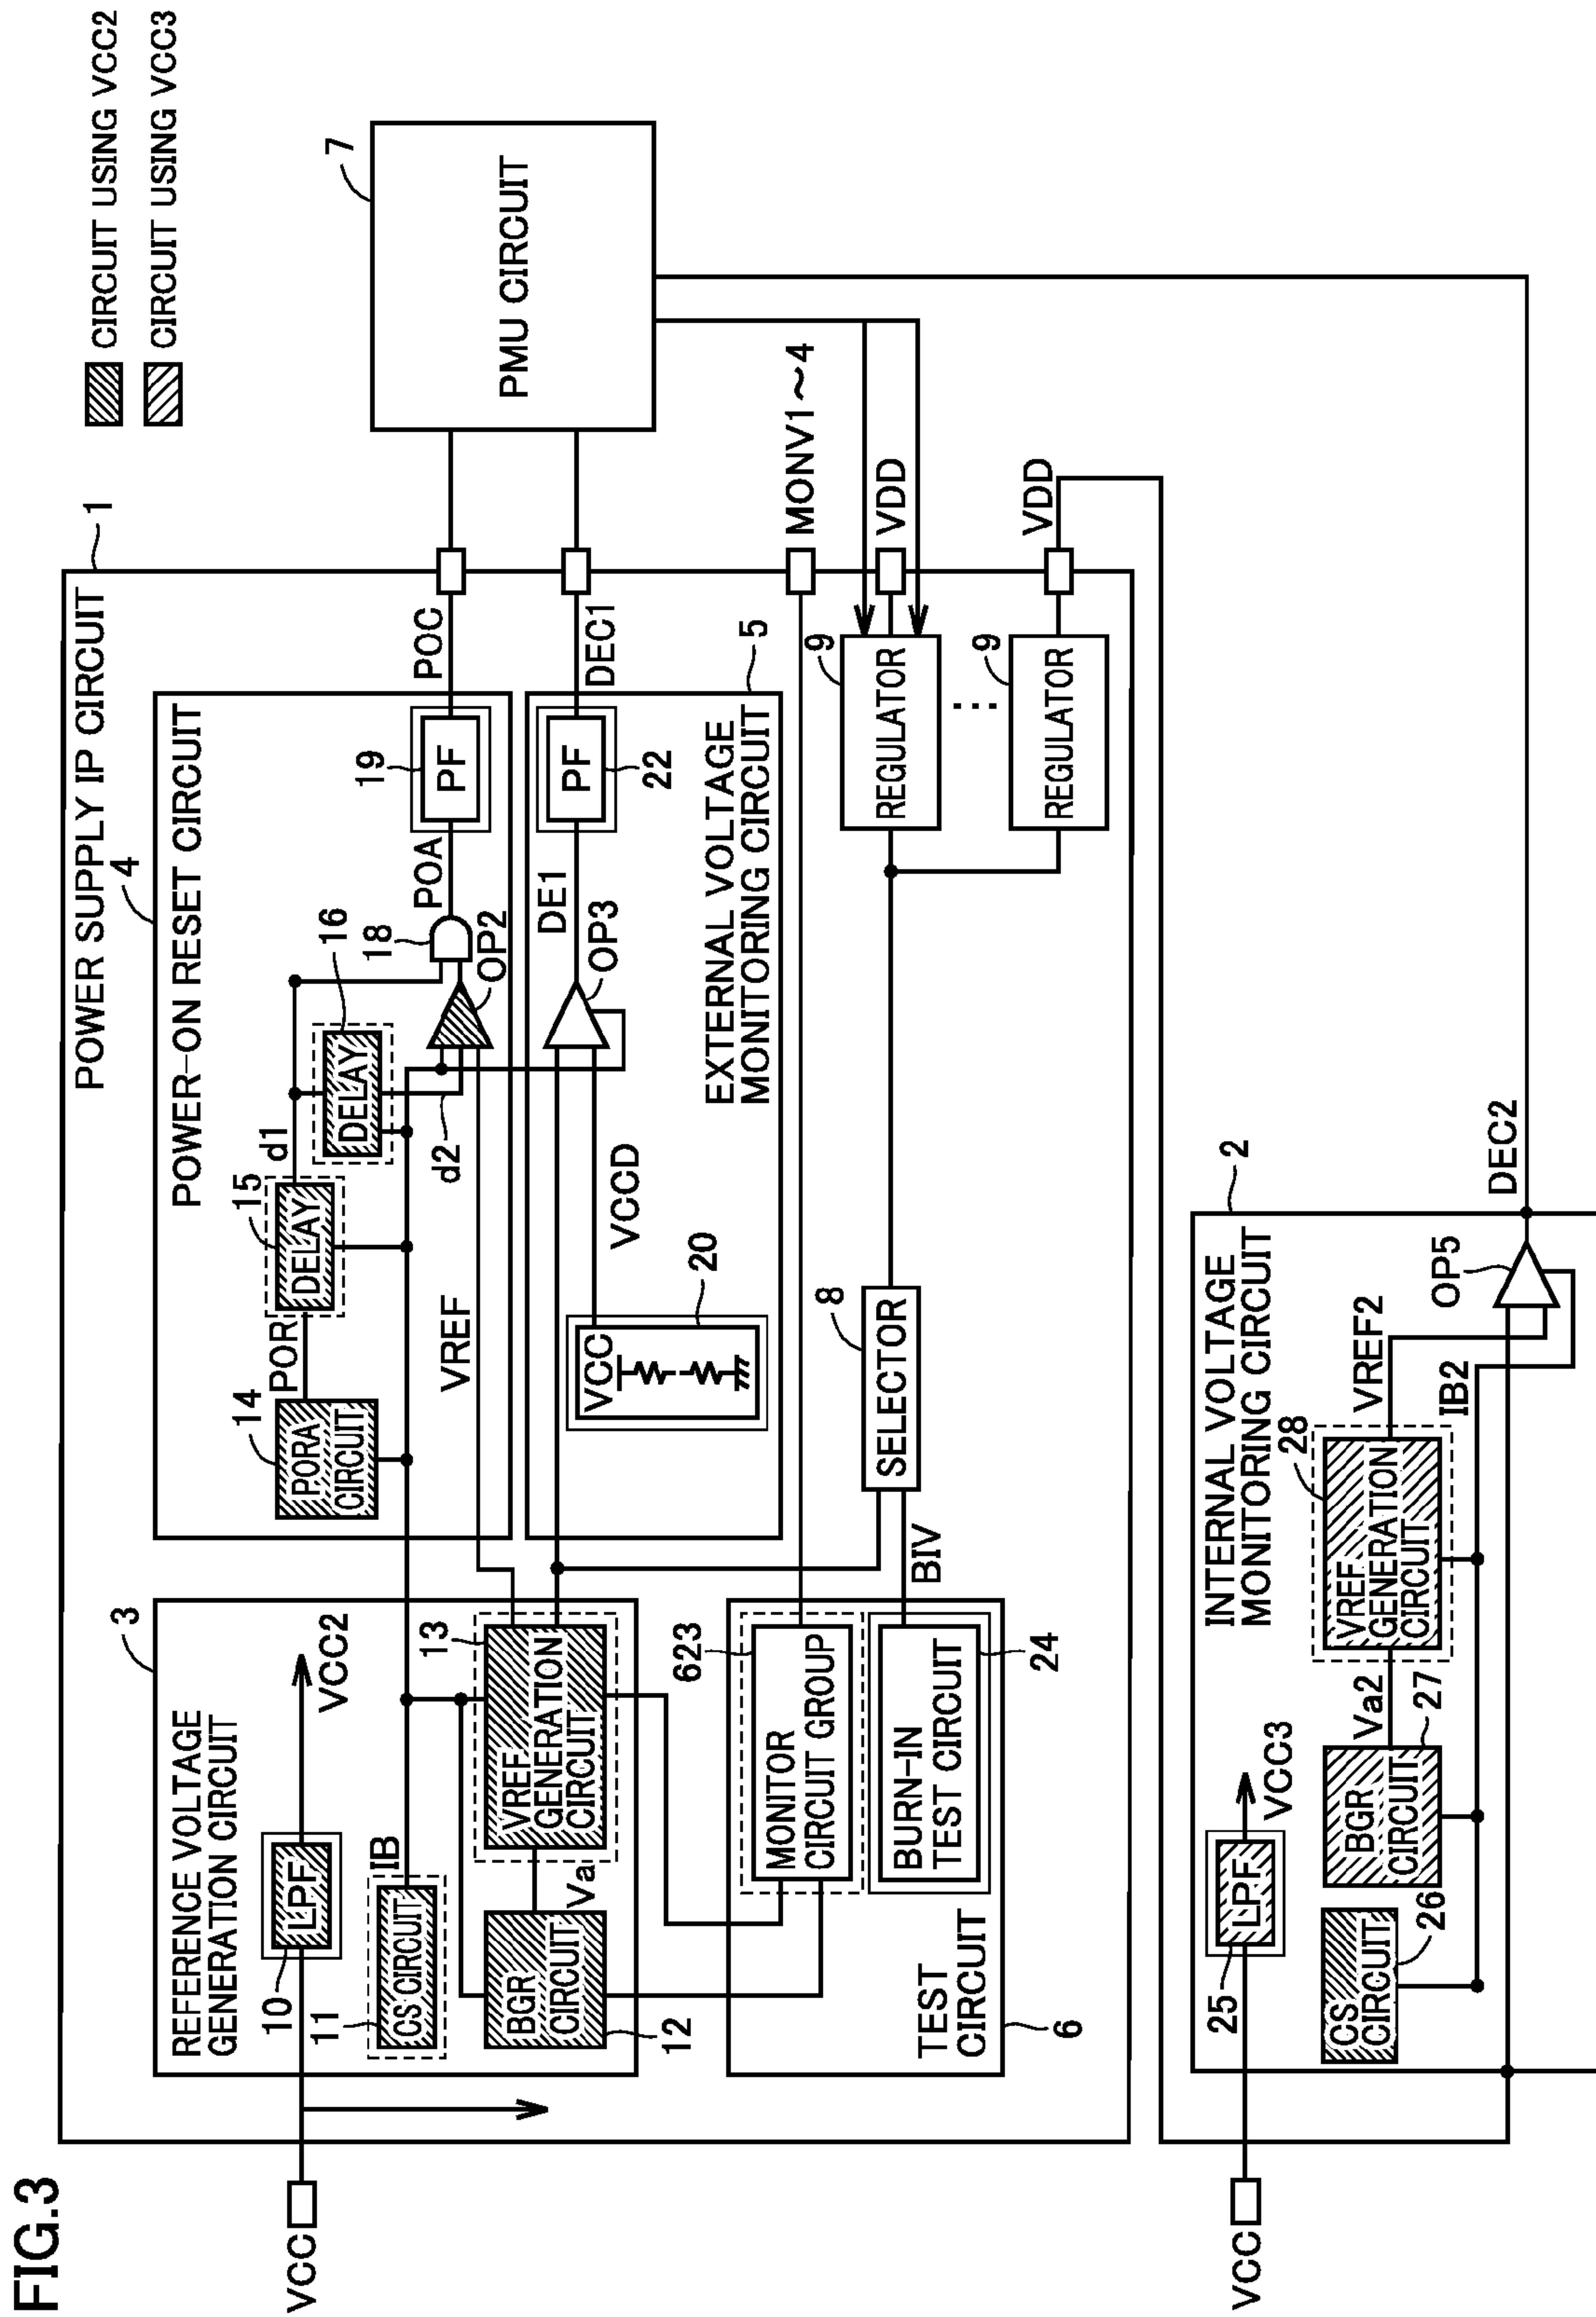 FIG.3
CIRCUIT USING VCC2
CIRCUIT USING VCC3
1
POWER SUPPLY IP CIRCUIT
VCC
3
REFERENCE VOLTAGE
GENERATION CIRCUIT
10
LPF
VCC2
11
CS CIRCUIT
IB
BGR
CIRCUIT
12
Va
13
VREF
GENERATION
CIRCUIT
4
POWER-ON RESET CIRCUIT
14
PORA
CIRCUIT
POR
15
DELAY
d1
16
DELAY
d2
18
OP2
POA
19
PF
POC
VREF
5
EXTERNAL VOLTAGE
MONITORING CIRCUIT
VCC
20
VCCD
OP3
DE1
PF
22
DEC1
7
PMU CIRCUIT
TEST
CIRCUIT
6
623
MONITOR
CIRCUIT GROUP
BURN-IN
TEST CIRCUIT
24
BIV
8
SELECTOR
9
REGULATOR
9
REGULATOR
MONV1～4
VDD
VDD
VCC
2
INTERNAL VOLTAGE
MONITORING CIRCUIT
25
LPF
VCC3
CS
CIRCUIT
26
BGR
CIRCUIT
27
Va2
28
VREF
GENERATION
CIRCUIT
VREF2
IB2
OP5
DEC2